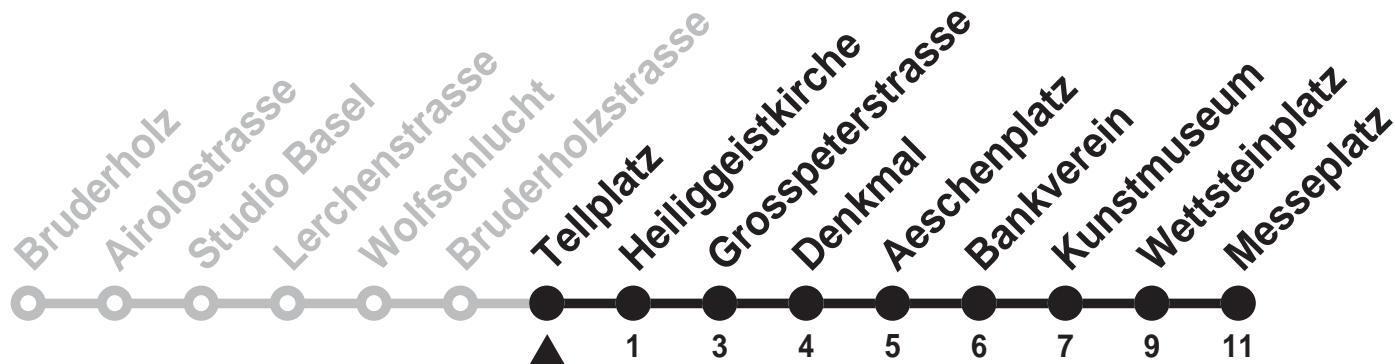 Bruderholz
Airolostrasse
Studio Basel
Lerchenstrasse
Wolfschlucht
Bruderholzstrasse
Tellplatz
Heiliggeistkirche
Grosspeterstrasse
Denkmal
Aeschenplatz
Bankverein
Kunstmuseum
Wettsteinplatz
Messeplatz
1 3 4 5 6 7 9 11